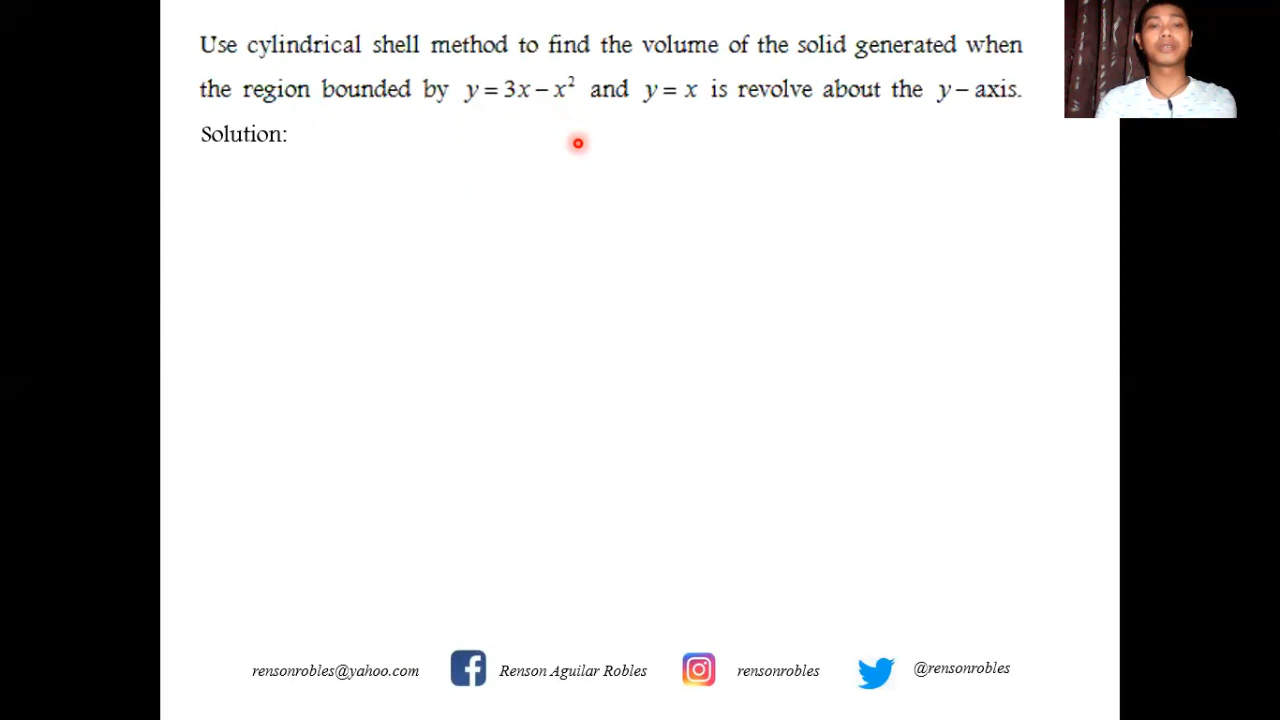 Use cylindrical shell method to find the volume of the solid generated when
the region bounded by y = 3x − x² and y = x is revolve about the y − axis.
Solution:
rensonrobles@yahoo.com Renson Aguilar Robles rensonrobles @rensonrobles